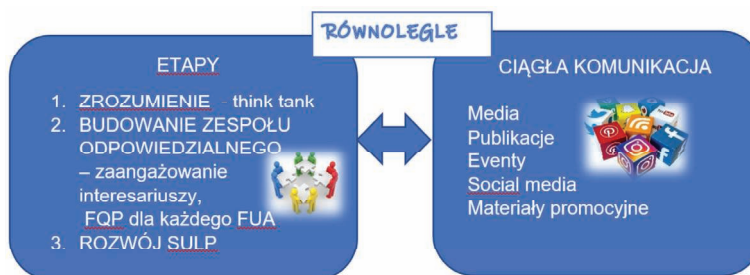 RÓWNOLEGLE
ETAPY
1. ZROZUMIENIE - think tank
2. BUDOWANIE ZESPOŁU
ODPOWIEDZIALNEGO
– zaangażowanie
interesariuszy,
FQP dla każdego FUA
3. ROZWÓJ SULP
CIĄGŁA KOMUNIKACJA
Media
Publikacje
Eventy
Social media
Materiały promocyjne